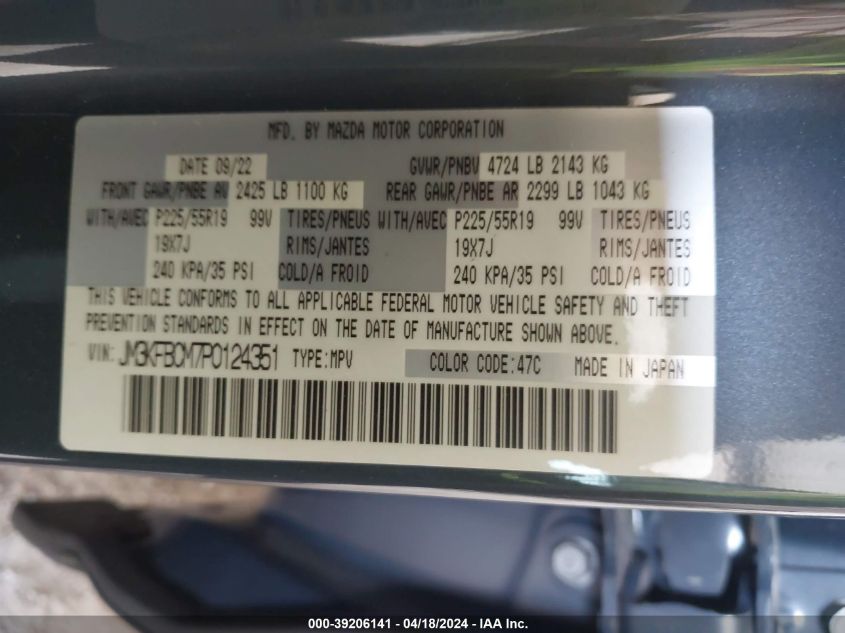 MFD. BY MAZDA MOTOR CORPORATION
DATE 09/22 GVWR/PNBV 4724 LB 2143 KG
FRONT GAWR/PNBE AV 2425 LB 1100 KG REAR GAWR/PNBE AR 2299 LB 1043 KG
WITH/AVEC P225/55R19 99V TIRES/PNEUS WITH/AVEC P225/55R19 99V TIRES/PNEUS
19X7J RIMS/JANTES 19X7J RIMS/JANTES
240 KPA/35 PSI COLD/A FROID 240 KPA/35 PSI COLD/A FROID
THIS VEHICLE CONFORMS TO ALL APPLICABLE FEDERAL MOTOR VEHICLE SAFETY AND THEFT
PREVENTION STANDARDS IN EFFECT ON THE DATE OF MANUFACTURE SHOWN ABOVE.
VIN: JM3KFBCM7P0124351 TYPE:MPV COLOR CODE:47C MADE IN JAPAN
000-39206141 - 04/18/2024 - IAA Inc.